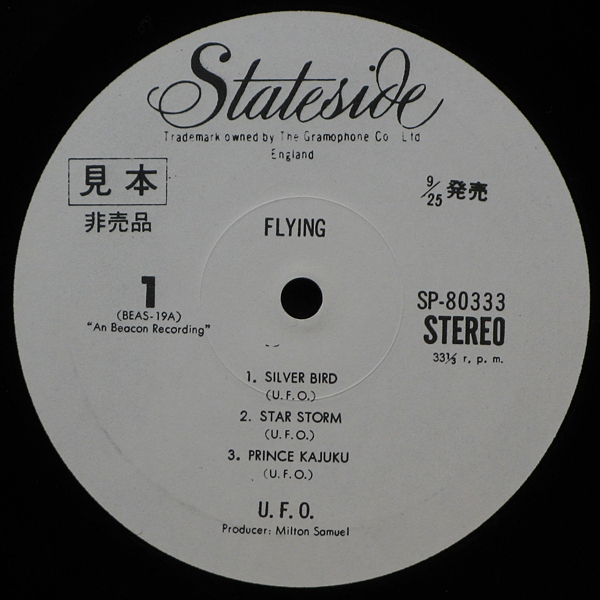 Stateside
Trademark owned by The Gramophone Co Ltd
England
見本
非売品
9/25 発売
FLYING
1
(BEAS-19A)
"An Beacon Recording"
SP-80333
STEREO
33⅓ r. p. m.
1. SILVER BIRD
(U. F. O.)
2. STAR STORM
(U. F. O.)
3. PRINCE KAJUKU
(U. F. O.)
U. F. O.
Producer: Milton Samuel